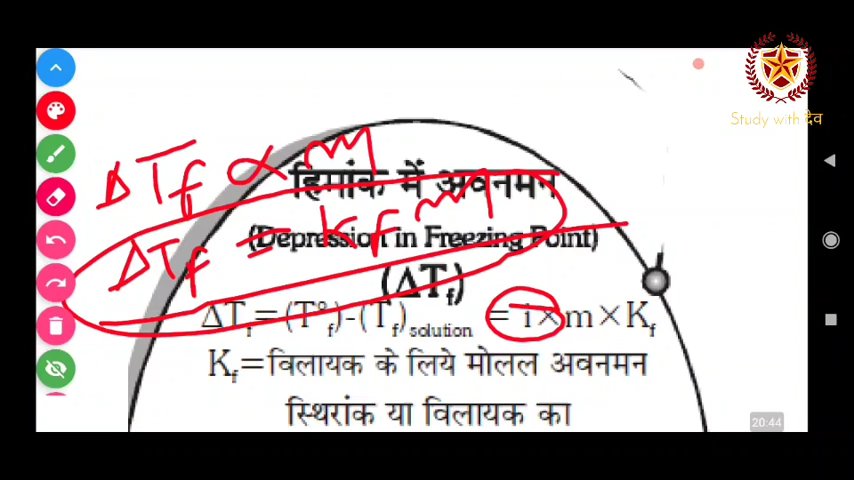 Study with देव
ΔTf ∝ m
हिमांक में अवनमन
ΔTf = Kf m
(Depression in Freezing Point)
(ΔTf)
ΔTf=(T°f)-(Tf)solution = i×m×Kf
Kf=विलायक के लिये मोलल अवनमन
स्थिरांक या विलायक का
20:44